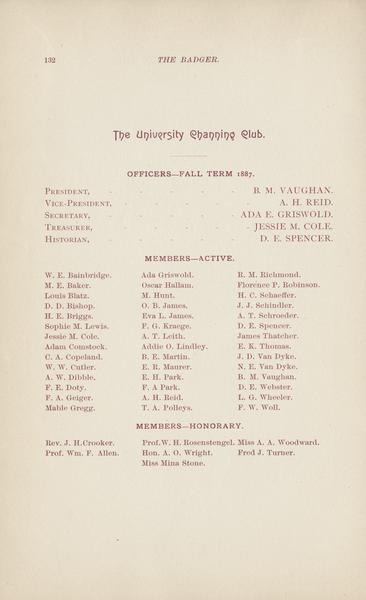 132 THE BADGER.
The University Channing Club.
OFFICERS—FALL TERM 1887.
PRESIDENT, - - - - - B. M. VAUGHAN.
VICE-PRESIDENT, - - - - - A. H. REID.
SECRETARY, - - - - - ADA E. GRISWOLD.
TREASURER, - - - - - JESSIE M. COLE.
HISTORIAN, - - - - - D. E. SPENCER.
MEMBERS—ACTIVE.
W. E. Bainbridge. Ada Griswold. R. M. Richmond.
M. E. Baker. Oscar Hallam. Florence P. Robinson.
Louis Blatz. M. Hunt. H. C. Schaeffer.
D. D. Bishop. O. B. James. J. J. Schindler.
H. E. Briggs. Eva L. James. A. T. Schroeder.
Sophie M. Lewis. F. G. Kraege. D. E. Spencer.
Jessie M. Cole. A. T. Leith. James Thatcher.
Adam Comstock. Addie O. Lindley. E. K. Thomas.
C. A. Copeland. B. E. Martin. J. D. Van Dyke.
W. W. Cutler. E. R. Maurer. N. E. Van Dyke.
A. W. Dibble. E. H. Park. B. M. Vaughan.
F. E. Doty. F. A Park. D. E. Webster.
F. A. Geiger. A. H. Reid. L. G. Wheeler.
Mable Gregg. T. A. Polleys. F. W. Woll.
MEMBERS—HONORARY.
Rev. J. H.Crooker. Prof.W. H. Rosenstengel. Miss A. A. Woodward.
Prof. Wm. F. Allen. Hon. A. O. Wright. Fred J. Turner.
Miss Mina Stone.